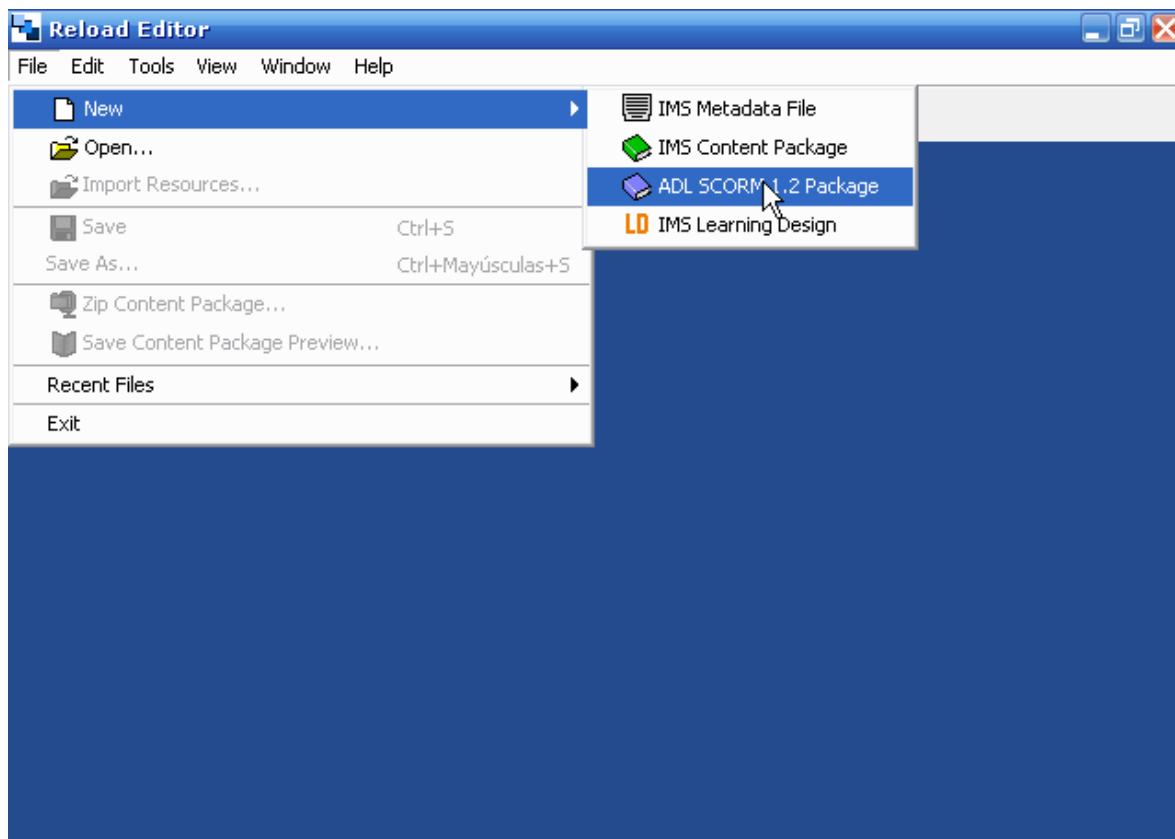 Reload Editor
File Edit Tools View Window Help
New
Open...
Import Resources...
Save Ctrl+S
Save As... Ctrl+Mayúsculas+S
Zip Content Package...
Save Content Package Preview...
Recent Files
Exit
IMS Metadata File
IMS Content Package
ADL SCORM 1.2 Package
LD IMS Learning Design